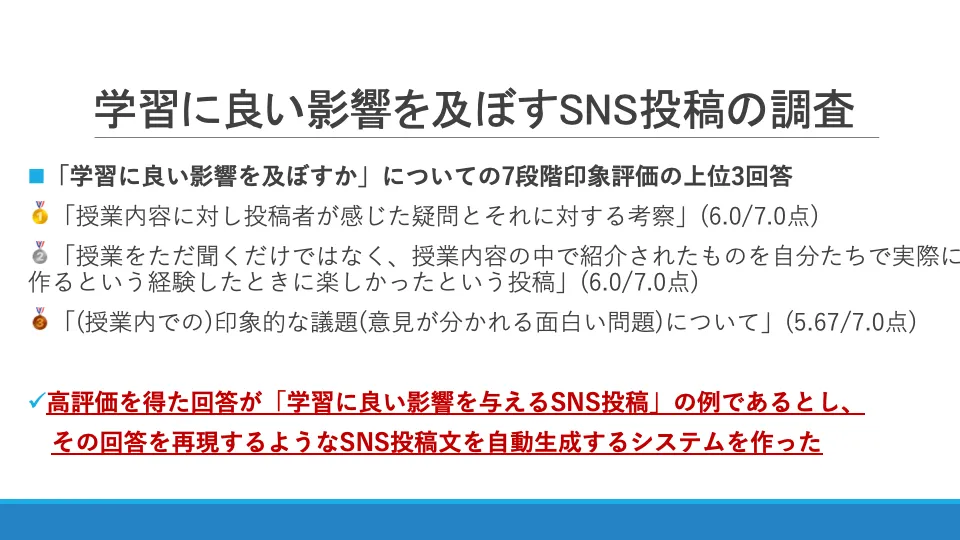 学習に良い影響を及ぼすSNS投稿の調査
「学習に良い影響を及ぼすか」についての7段階印象評価の上位3回答
🥇「授業内容に対し投稿者が感じた疑問とそれに対する考察」(6.0/7.0点)
🥈「授業をただ聞くだけではなく、授業内容の中で紹介されたものを自分たちで実際に
作るという経験したときに楽しかったという投稿」(6.0/7.0点)
🥉「(授業内での)印象的な議題(意見が分かれる面白い問題)について」(5.67/7.0点)
✓高評価を得た回答が「学習に良い影響を与えるSNS投稿」の例であるとし、
その回答を再現するようなSNS投稿文を自動生成するシステムを作った